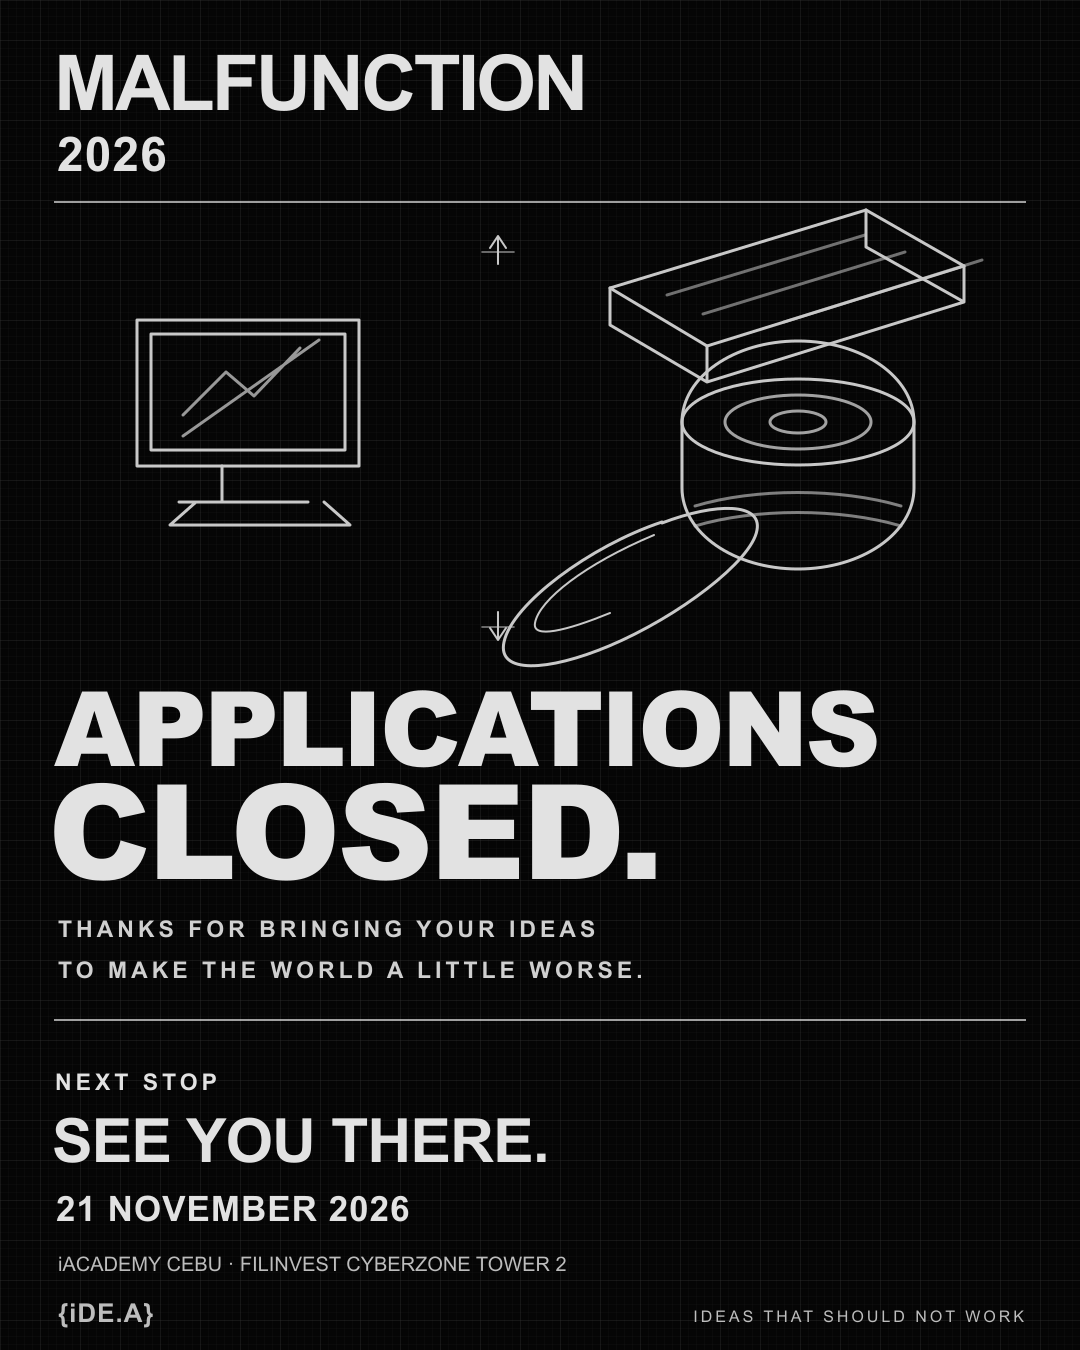 MALFUNCTION
2026
APPLICATIONS
CLOSED.
THANKS FOR BRINGING YOUR IDEAS
TO MAKE THE WORLD A LITTLE WORSE.
NEXT STOP
SEE YOU THERE.
21 NOVEMBER 2026
iACADEMY CEBU · FILINVEST CYBERZONE TOWER 2
{iDE.A}
IDEAS THAT SHOULD NOT WORK